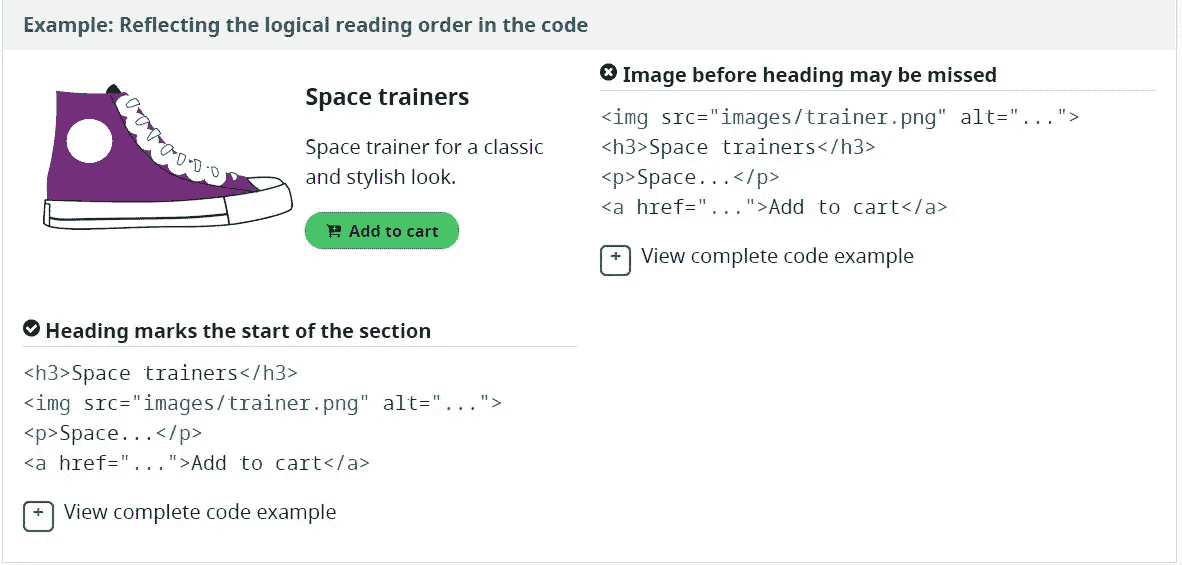 Example: Reflecting the logical reading order in the code
Space trainers
Space trainer for a classic
and stylish look.
Add to cart
Image before heading may be missed
<img src="images/trainer.png" alt="...">
<h3>Space trainers</h3>
<p>Space...</p>
<a href="...">Add to cart</a>
+ View complete code example
Heading marks the start of the section
<h3>Space trainers</h3>
<img src="images/trainer.png" alt="...">
<p>Space...</p>
<a href="...">Add to cart</a>
+ View complete code example